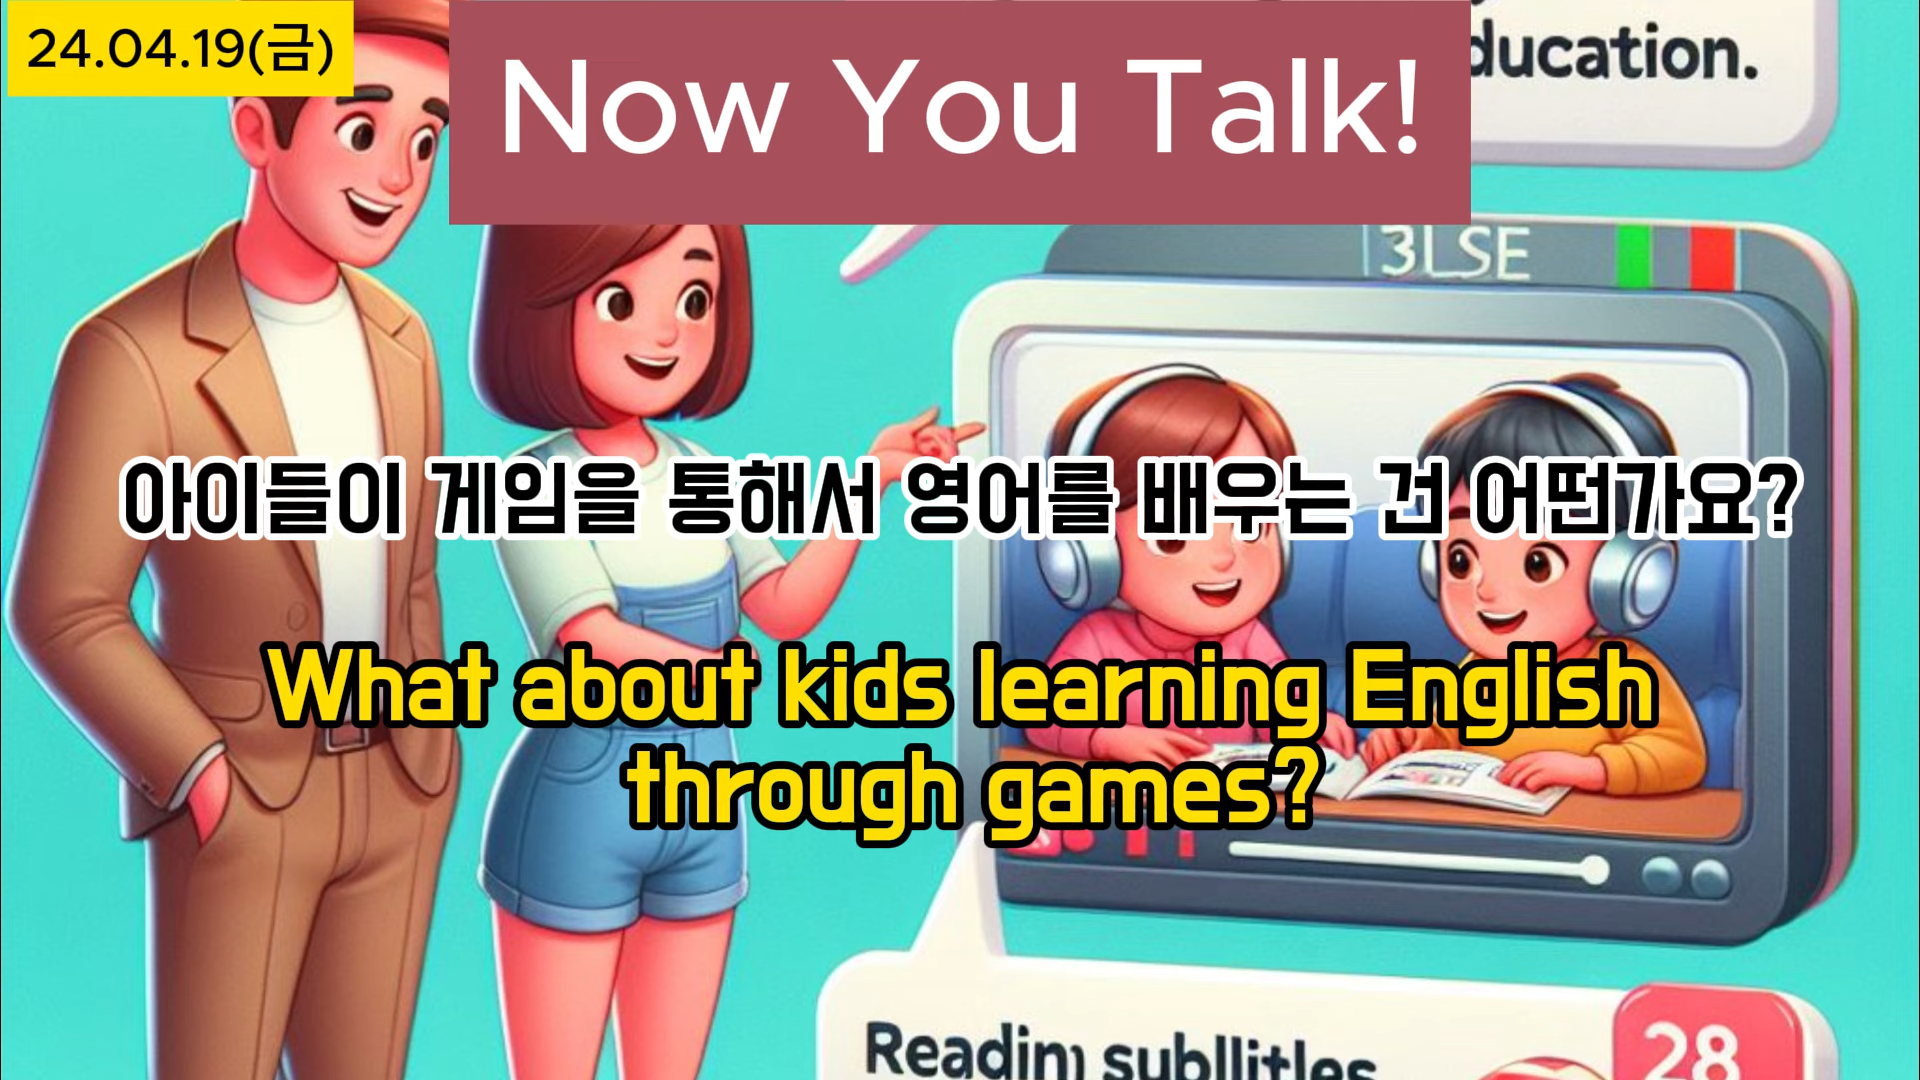 24.04.19(금)
Now You Talk!
ducation.
3LSE
아이들이 게임을 통해서 영어를 배우는 건 어떤가요?
What about kids learning English
through games?
Readin subllitles
28